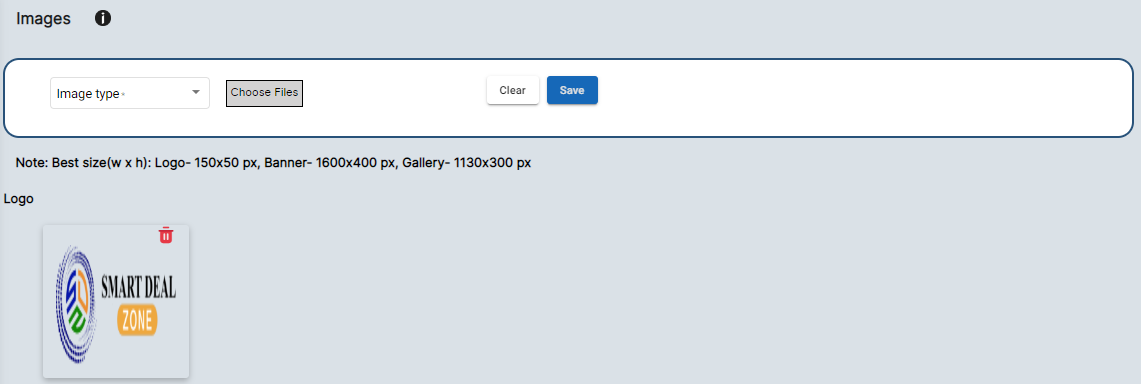 Images
Image type *
Choose Files
Clear
Save
Note: Best size(w x h): Logo- 150x50 px, Banner- 1600x400 px, Gallery- 1130x300 px
Logo
SMART DEAL
ZONE